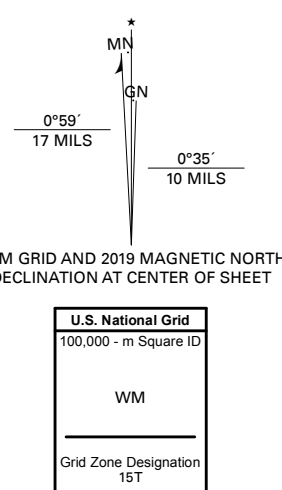 ★
MN
GN
0°59´
17 MILS
0°35´
10 MILS
M GRID AND 2019 MAGNETIC NORTH
DECLINATION AT CENTER OF SHEET
U.S. National Grid
100,000 - m Square ID
WM
Grid Zone Designation
15T